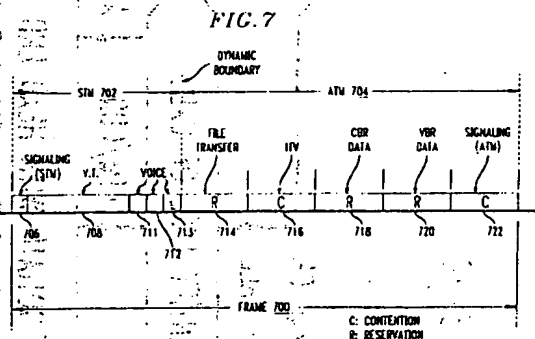 FIG. 7
DYNAMIC
BOUNDARY
STM 702
ATM 704
SIGNALING
(STM)
V.T.
VOICE
FILE
TRANSFER
ITV
CBR
DATA
VBR
DATA
SIGNALING
(ATM)
R C R R C
706 708 711 712 713 714 716 718 720 722
FRAME 700
C: CONTENTION
R: RESERVATION